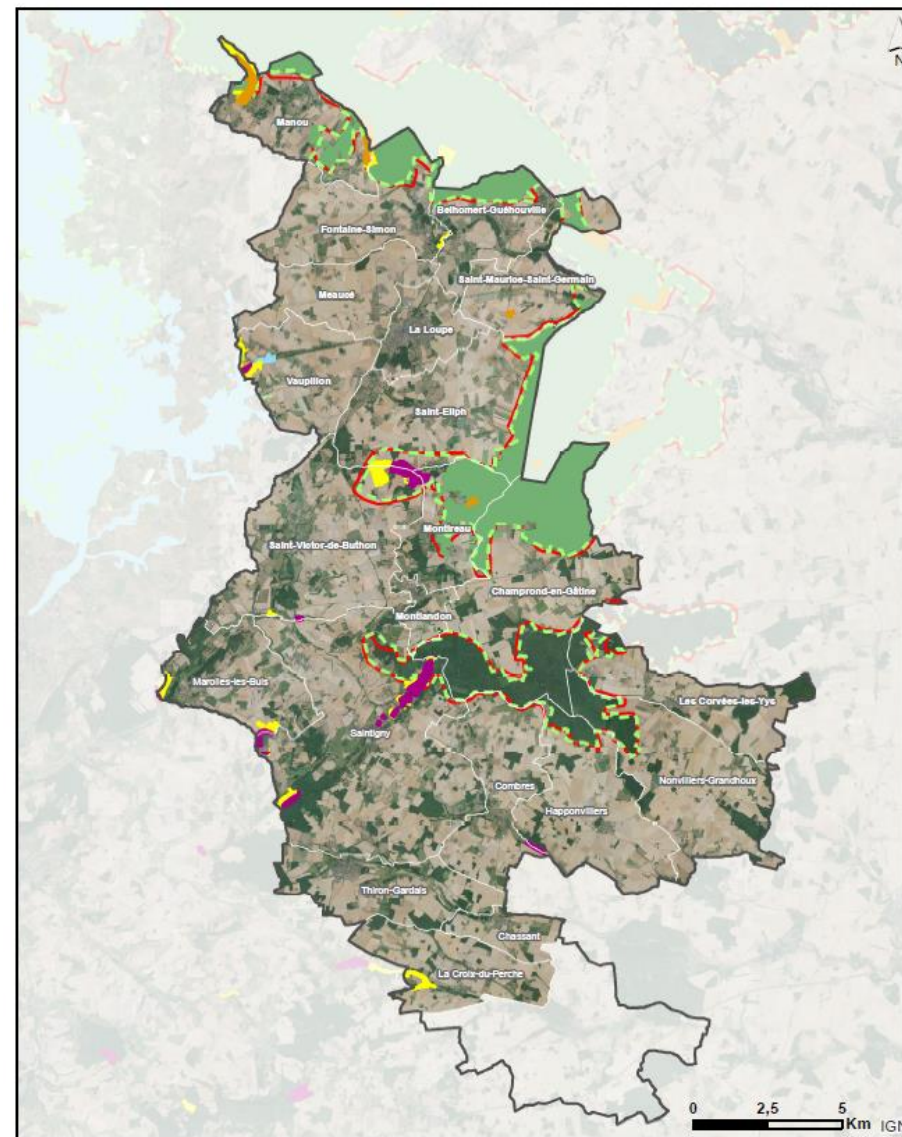 N
Manou
Belhomert-Guéhouville
Fontaine-Simon
Saint-Maurice-Saint-Germain
Meaucé
La Loupe
Vaupillon
Saint-Eliph
Montireau
Saint-Victor-de-Buthon
Champrond-en-Gâtine
Montlandon
Marolles-les-Buis
Les Corvées-les-Yys
Saintigny
Nonvilliers-Grandhoux
Combres
Happonvilliers
Thiron-Gardais
Chassant
La Croix-du-Perche
0 2,5 5
Km IGN